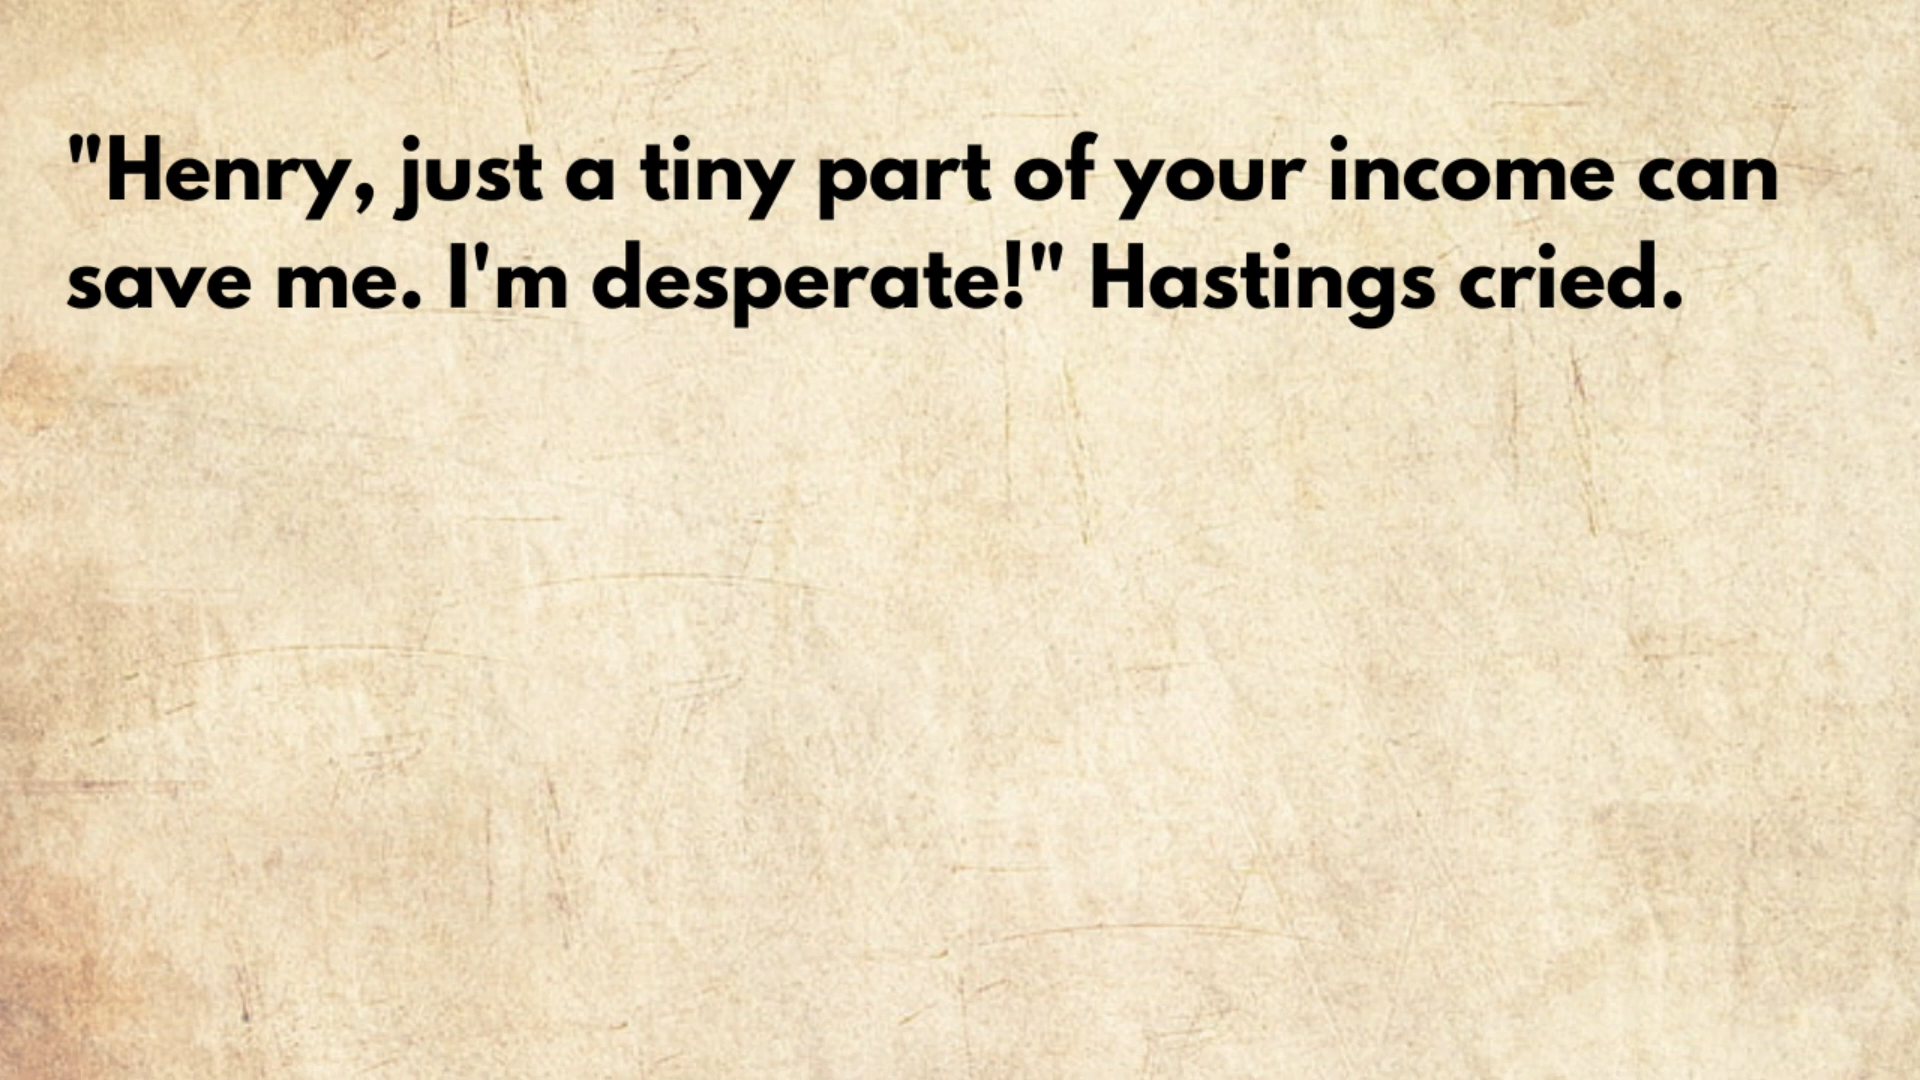 "Henry, just a tiny part of your income can
save me. I'm desperate!" Hastings cried.